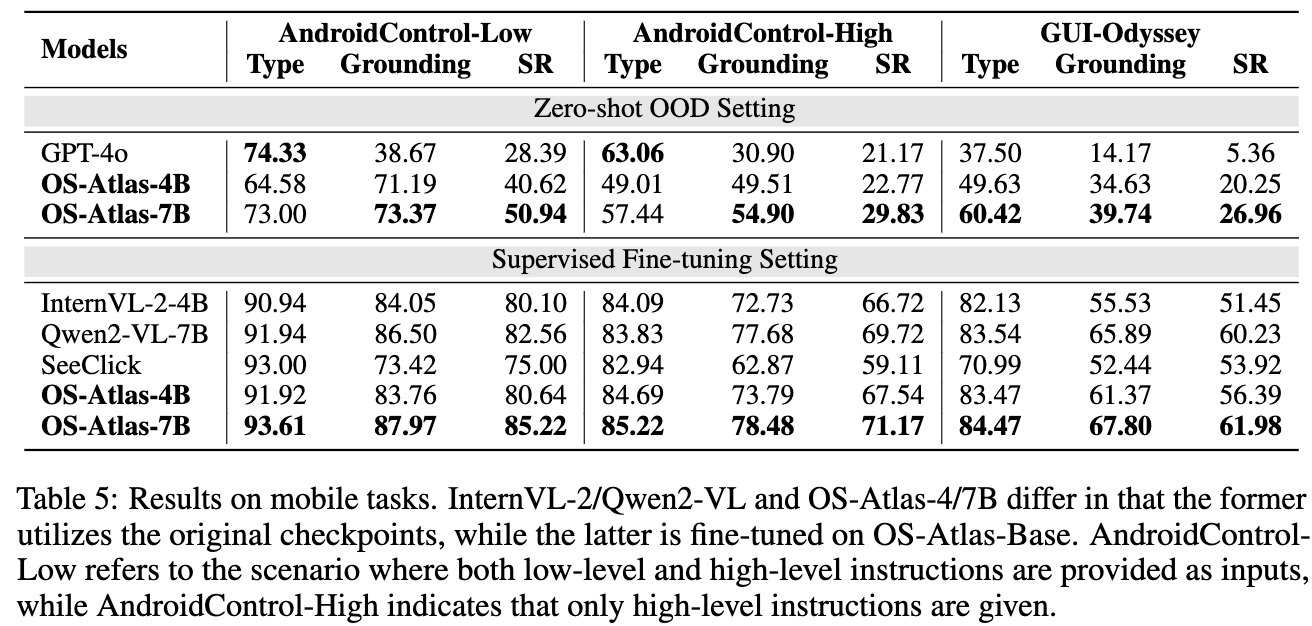 Models AndroidControl-Low AndroidControl-High GUI-Odyssey
Type Grounding SR Type Grounding SR Type Grounding SR
Zero-shot OOD Setting
GPT-4o 74.33 38.67 28.39 63.06 30.90 21.17 37.50 14.17 5.36
OS-Atlas-4B 64.58 71.19 40.62 49.01 49.51 22.77 49.63 34.63 20.25
OS-Atlas-7B 73.00 73.37 50.94 57.44 54.90 29.83 60.42 39.74 26.96
Supervised Fine-tuning Setting
InternVL-2-4B 90.94 84.05 80.10 84.09 72.73 66.72 82.13 55.53 51.45
Qwen2-VL-7B 91.94 86.50 82.56 83.83 77.68 69.72 83.54 65.89 60.23
SeeClick 93.00 73.42 75.00 82.94 62.87 59.11 70.99 52.44 53.92
OS-Atlas-4B 91.92 83.76 80.64 84.69 73.79 67.54 83.47 61.37 56.39
OS-Atlas-7B 93.61 87.97 85.22 85.22 78.48 71.17 84.47 67.80 61.98
Table 5: Results on mobile tasks. InternVL-2/Qwen2-VL and OS-Atlas-4/7B differ in that the former
utilizes the original checkpoints, while the latter is fine-tuned on OS-Atlas-Base. AndroidControl-
Low refers to the scenario where both low-level and high-level instructions are provided as inputs,
while AndroidControl-High indicates that only high-level instructions are given.